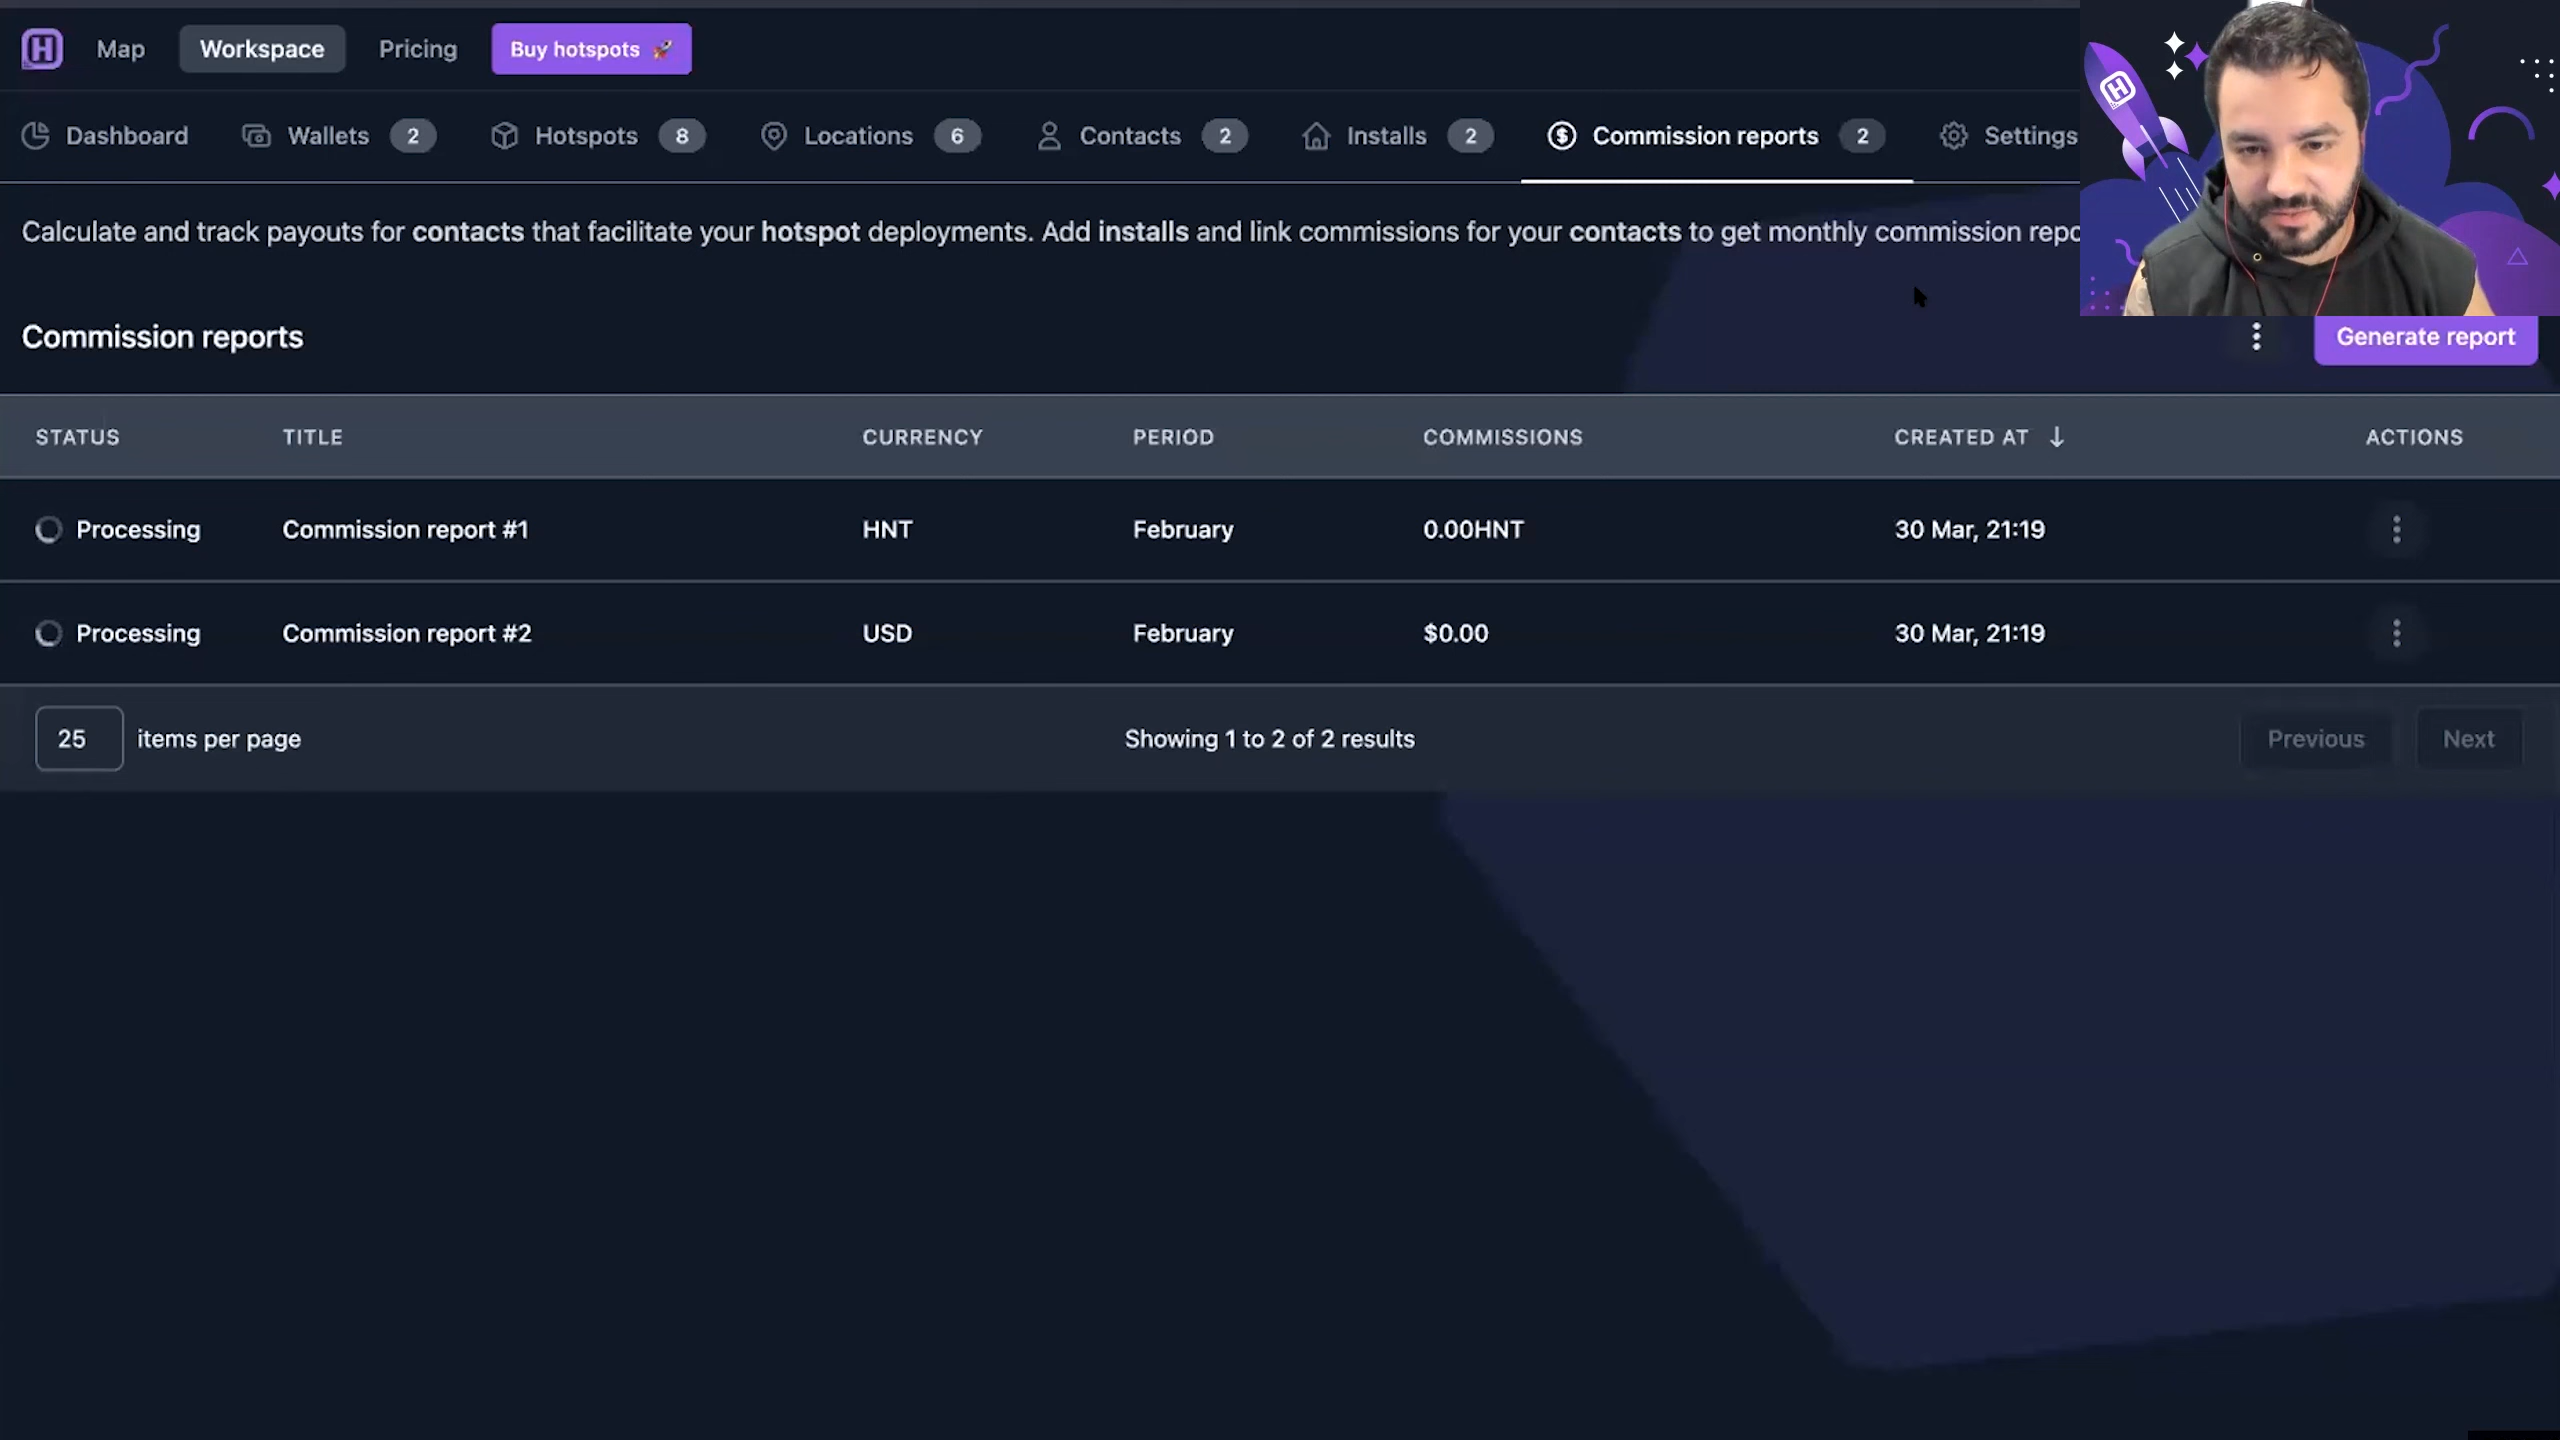 Map Workspace Pricing Buy hotspots 🚀
Dashboard Wallets 2 Hotspots 8 Locations 6 Contacts 2 Installs 2 Commission reports 2 Settings
Calculate and track payouts for contacts that facilitate your hotspot deployments. Add installs and link commissions for your contacts to get monthly commission repo
Commission reports
Generate report
STATUS TITLE CURRENCY PERIOD COMMISSIONS CREATED AT ↓ ACTIONS
Processing Commission report #1 HNT February 0.00HNT 30 Mar, 21:19
Processing Commission report #2 USD February $0.00 30 Mar, 21:19
25 items per page Showing 1 to 2 of 2 results Previous Next